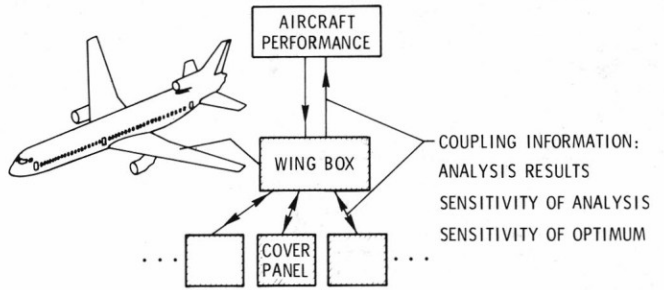 AIRCRAFT
PERFORMANCE
WING BOX
COUPLING INFORMATION:
ANALYSIS RESULTS
SENSITIVITY OF ANALYSIS
SENSITIVITY OF OPTIMUM
. . .
COVER
PANEL
. . .